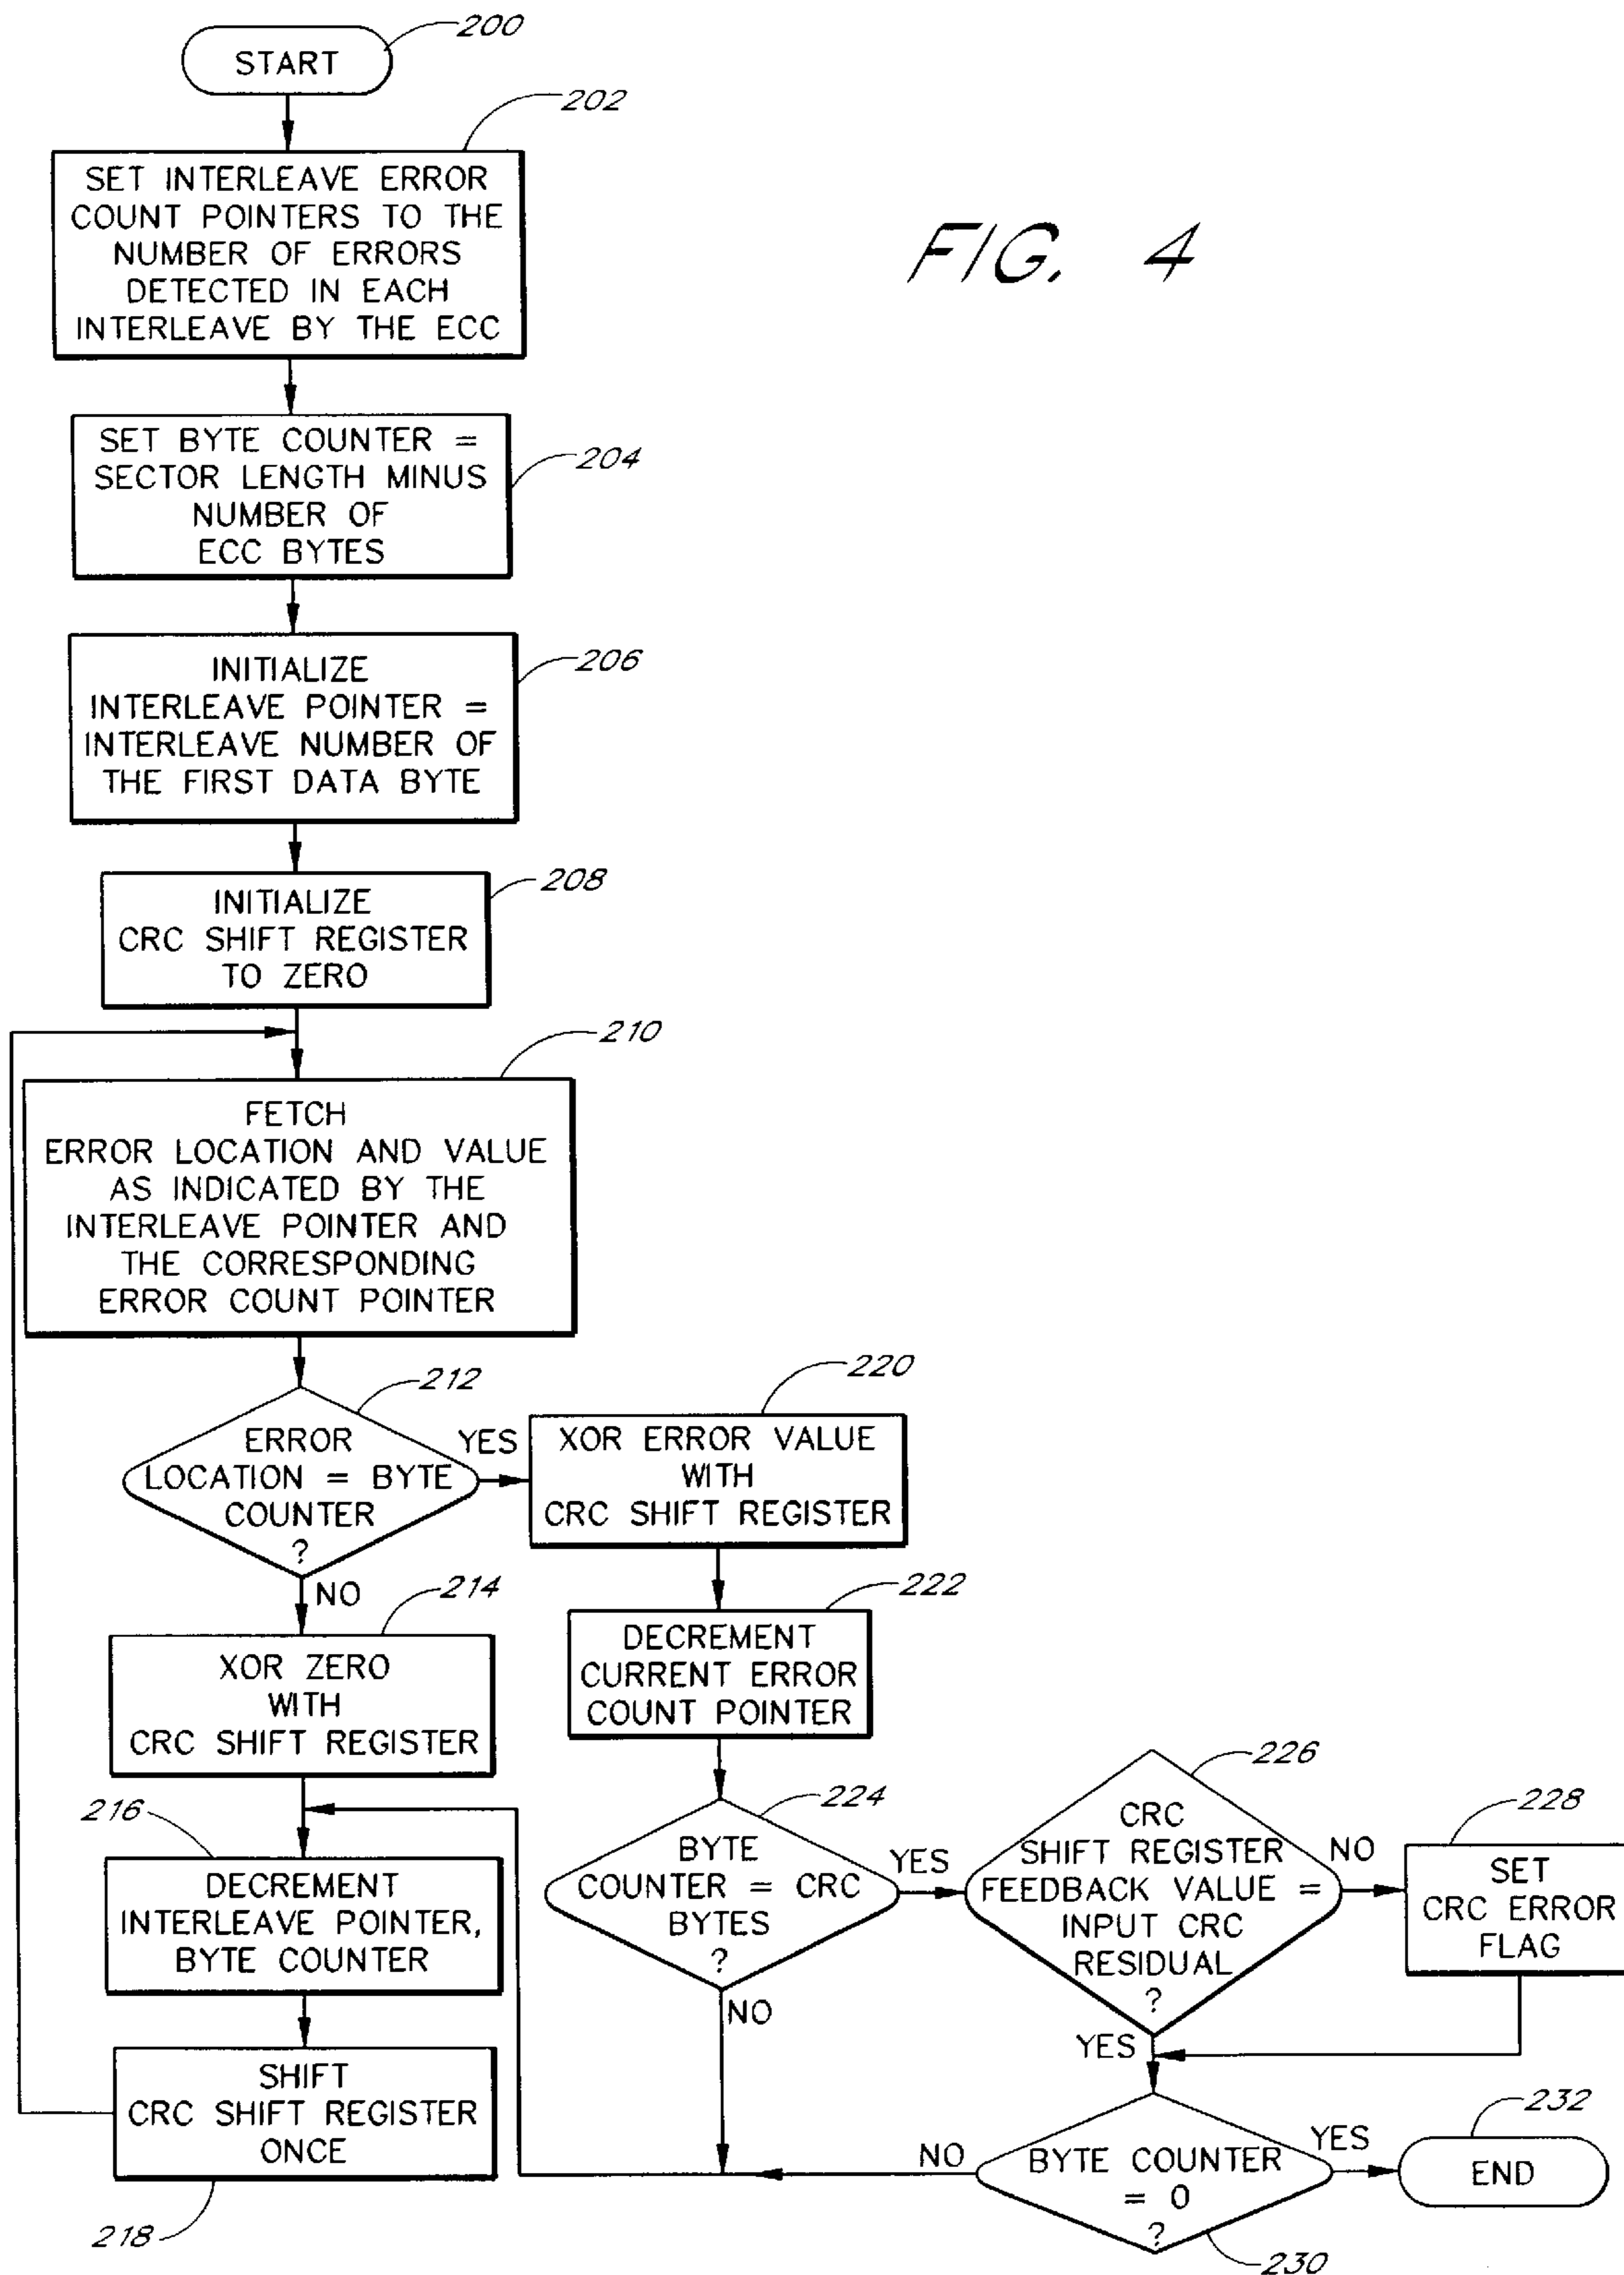 200
START
202
SET INTERLEAVE ERROR
COUNT POINTERS TO THE
NUMBER OF ERRORS
DETECTED IN EACH
INTERLEAVE BY THE ECC
FIG. 4
SET BYTE COUNTER =
SECTOR LENGTH MINUS
NUMBER OF
ECC BYTES
204
INITIALIZE
INTERLEAVE POINTER =
INTERLEAVE NUMBER OF
THE FIRST DATA BYTE
206
INITIALIZE
CRC SHIFT REGISTER
TO ZERO
208
210
FETCH
ERROR LOCATION AND VALUE
AS INDICATED BY THE
INTERLEAVE POINTER AND
THE CORRESPONDING
ERROR COUNT POINTER
212
ERROR
LOCATION = BYTE
COUNTER
?
YES
NO
220
XOR ERROR VALUE
WITH
CRC SHIFT REGISTER
214
XOR ZERO
WITH
CRC SHIFT REGISTER
222
DECREMENT
CURRENT ERROR
COUNT POINTER
216
DECREMENT
INTERLEAVE POINTER,
BYTE COUNTER
224
BYTE
COUNTER = CRC
BYTES
?
YES
NO
226
CRC
SHIFT REGISTER
FEEDBACK VALUE =
INPUT CRC
RESIDUAL
?
NO
YES
228
SET
CRC ERROR
FLAG
SHIFT
CRC SHIFT REGISTER
ONCE
218
NO
BYTE COUNTER
= 0
?
YES
230
232
END